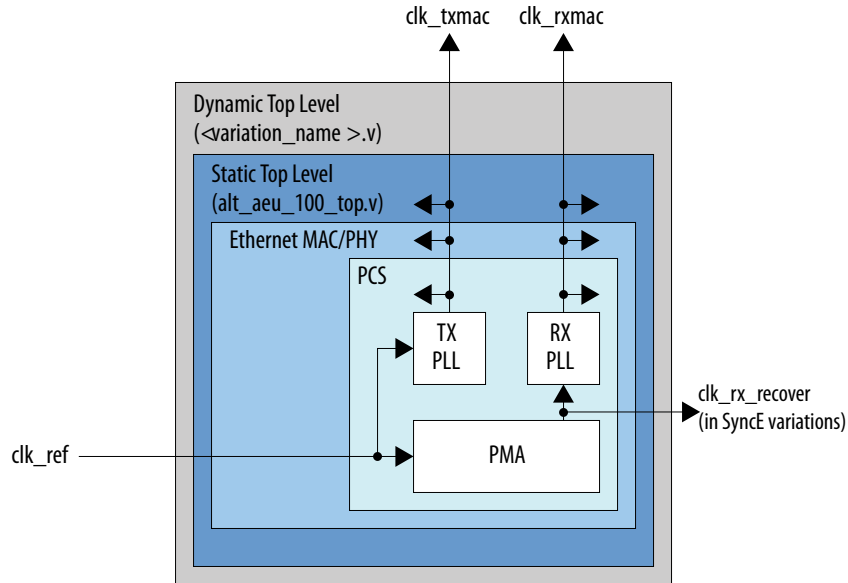 clk_txmac
clk_rxmac
Dynamic Top Level
(<variation_name >.v)
Static Top Level
(alt_aeu_100_top.v)
Ethernet MAC/PHY
PCS
TX
PLL
RX
PLL
clk_rx_recover
(in SyncE variations)
clk_ref
PMA